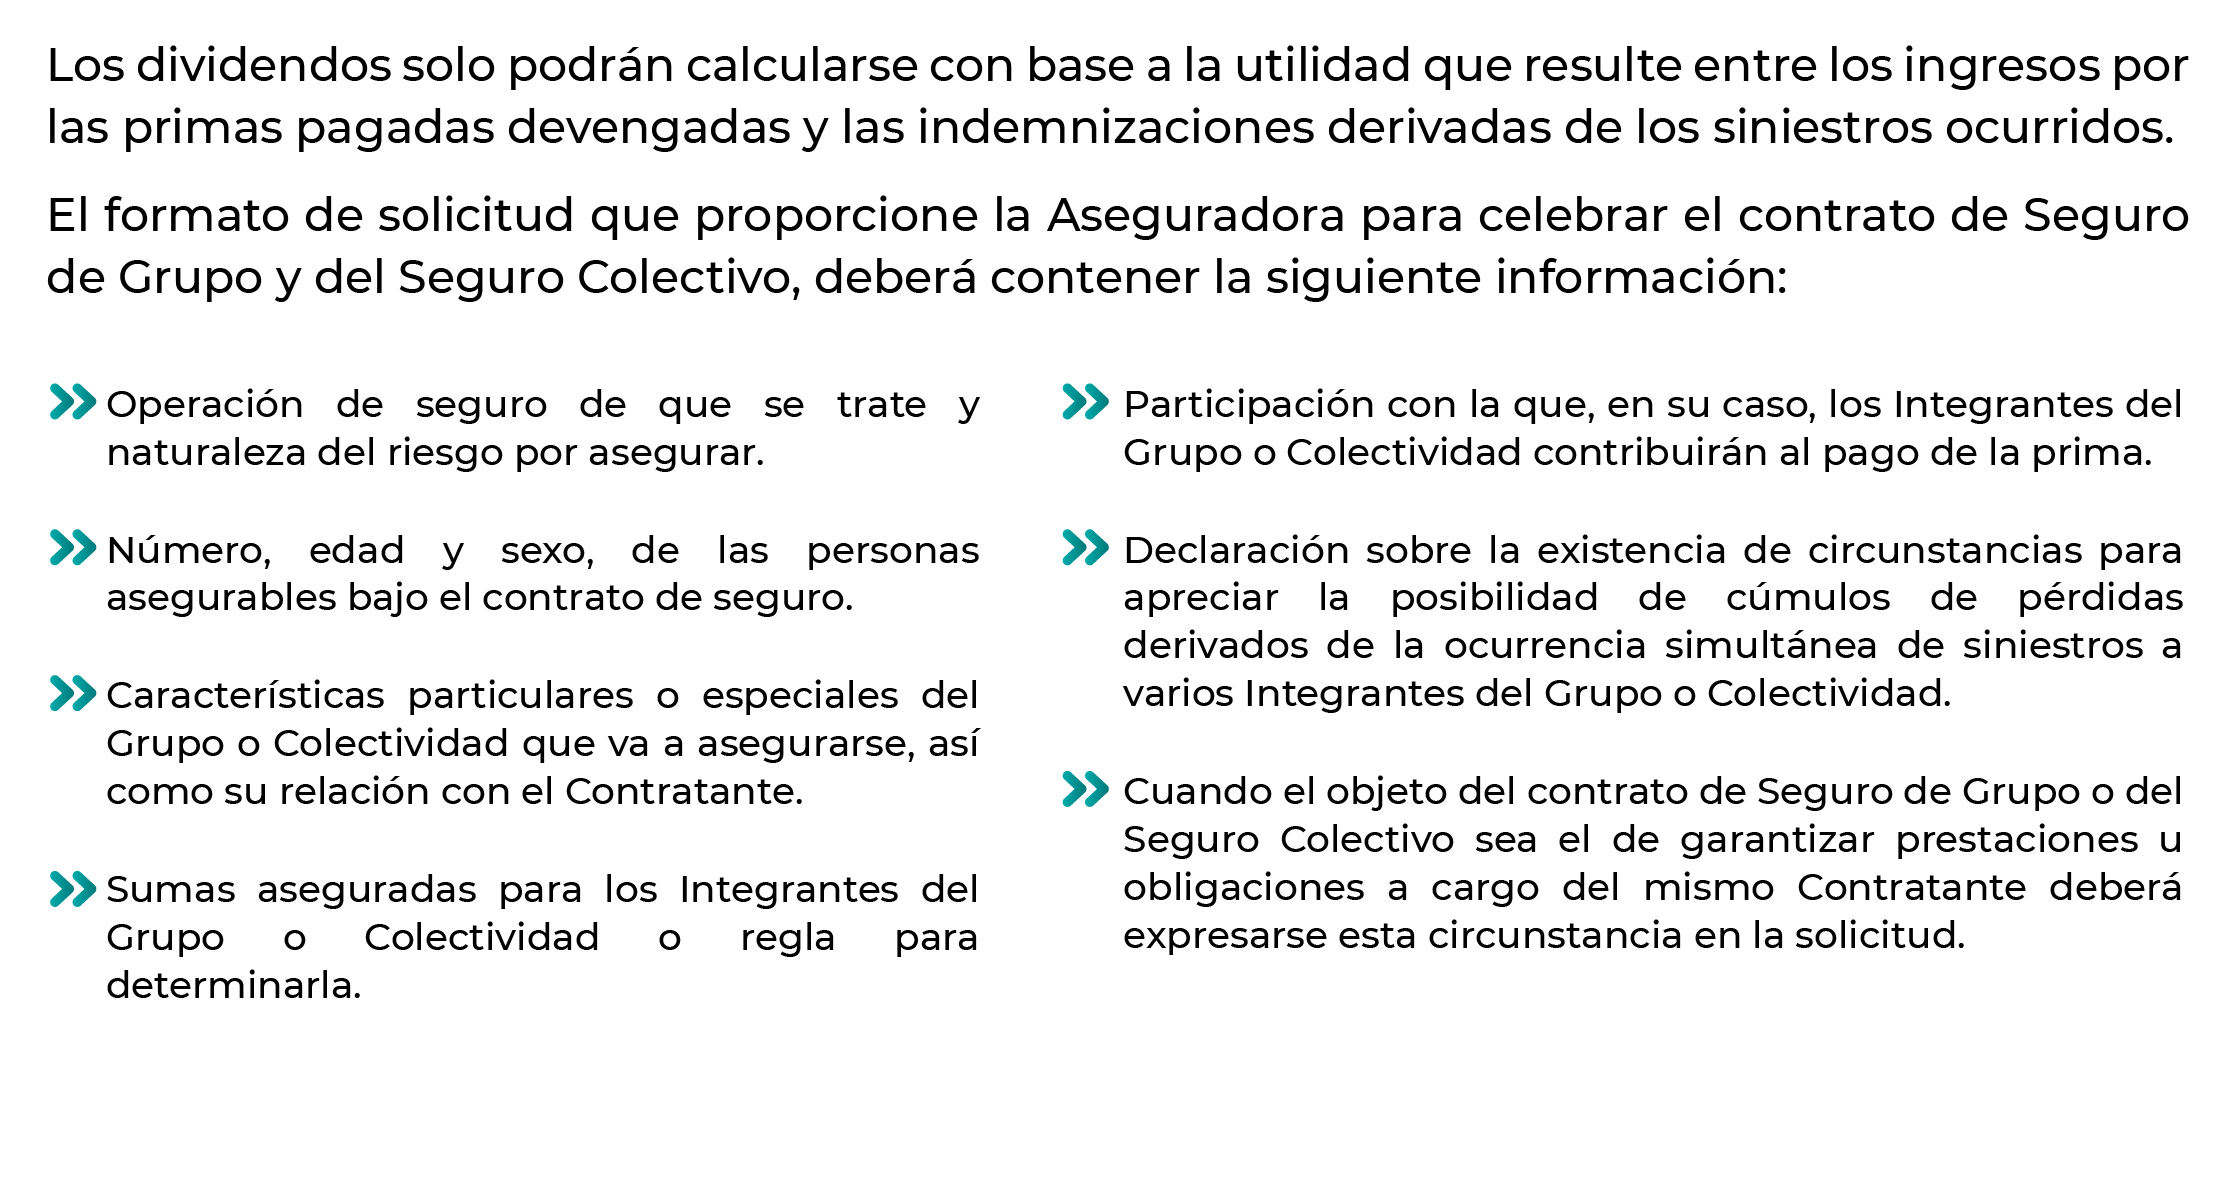 Los dividendos solo podrán calcularse con base a la utilidad que resulte entre los ingresos por
las primas pagadas devengadas y las indemnizaciones derivadas de los siniestros ocurridos.
El formato de solicitud que proporcione la Aseguradora para celebrar el contrato de Seguro
de Grupo y del Seguro Colectivo, deberá contener la siguiente información:
Operación de seguro de que se trate y
naturaleza del riesgo por asegurar.
Número, edad y sexo, de las personas
asegurables bajo el contrato de seguro.
Características particulares o especiales del
Grupo o Colectividad que va a asegurarse, así
como su relación con el Contratante.
Sumas aseguradas para los Integrantes del
Grupo o Colectividad o regla para
determinarla.
Participación con la que, en su caso, los Integrantes del
Grupo o Colectividad contribuirán al pago de la prima.
Declaración sobre la existencia de circunstancias para
apreciar la posibilidad de cúmulos de pérdidas
derivados de la ocurrencia simultánea de siniestros a
varios Integrantes del Grupo o Colectividad.
Cuando el objeto del contrato de Seguro de Grupo o del
Seguro Colectivo sea el de garantizar prestaciones u
obligaciones a cargo del mismo Contratante deberá
expresarse esta circunstancia en la solicitud.